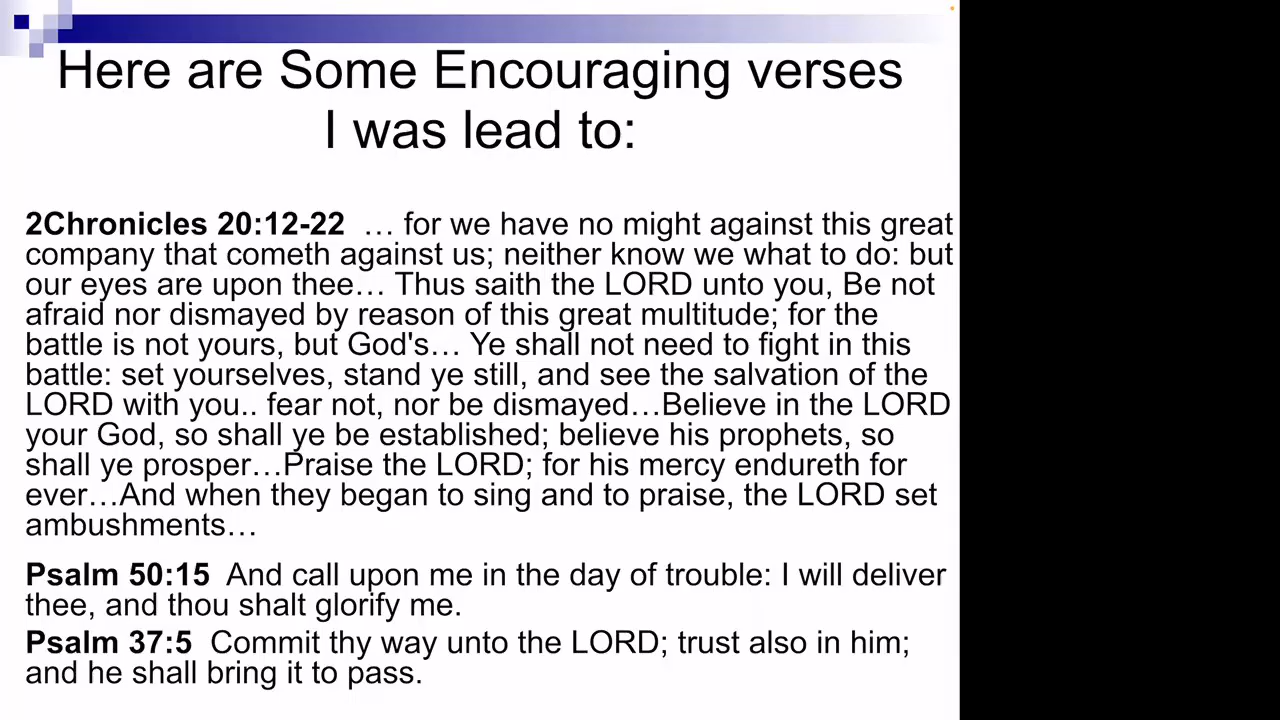 Here are Some Encouraging verses
I was lead to:
2Chronicles 20:12-22 … for we have no might against this great
company that cometh against us; neither know we what to do: but
our eyes are upon thee… Thus saith the LORD unto you, Be not
afraid nor dismayed by reason of this great multitude; for the
battle is not yours, but God's… Ye shall not need to fight in this
battle: set yourselves, stand ye still, and see the salvation of the
LORD with you.. fear not, nor be dismayed…Believe in the LORD
your God, so shall ye be established; believe his prophets, so
shall ye prosper…Praise the LORD; for his mercy endureth for
ever…And when they began to sing and to praise, the LORD set
ambushments…
Psalm 50:15 And call upon me in the day of trouble: I will deliver
thee, and thou shalt glorify me.
Psalm 37:5 Commit thy way unto the LORD; trust also in him;
and he shall bring it to pass.